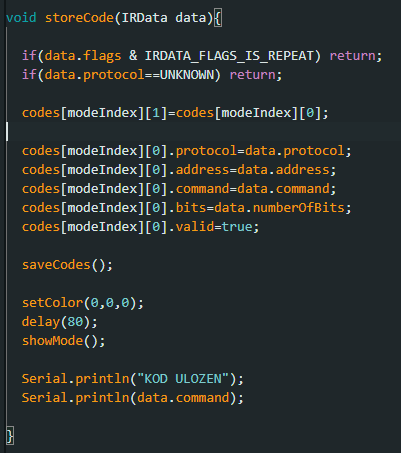 void storeCode(IRData data){
if(data.flags & IRDATA_FLAGS_IS_REPEAT) return;
if(data.protocol==UNKNOWN) return;
codes[modeIndex][1]=codes[modeIndex][0];
codes[modeIndex][0].protocol=data.protocol;
codes[modeIndex][0].address=data.address;
codes[modeIndex][0].command=data.command;
codes[modeIndex][0].bits=data.numberOfBits;
codes[modeIndex][0].valid=true;
saveCodes();
setColor(0,0,0);
delay(80);
showMode();
Serial.println("KOD ULOZEN");
Serial.println(data.command);
}